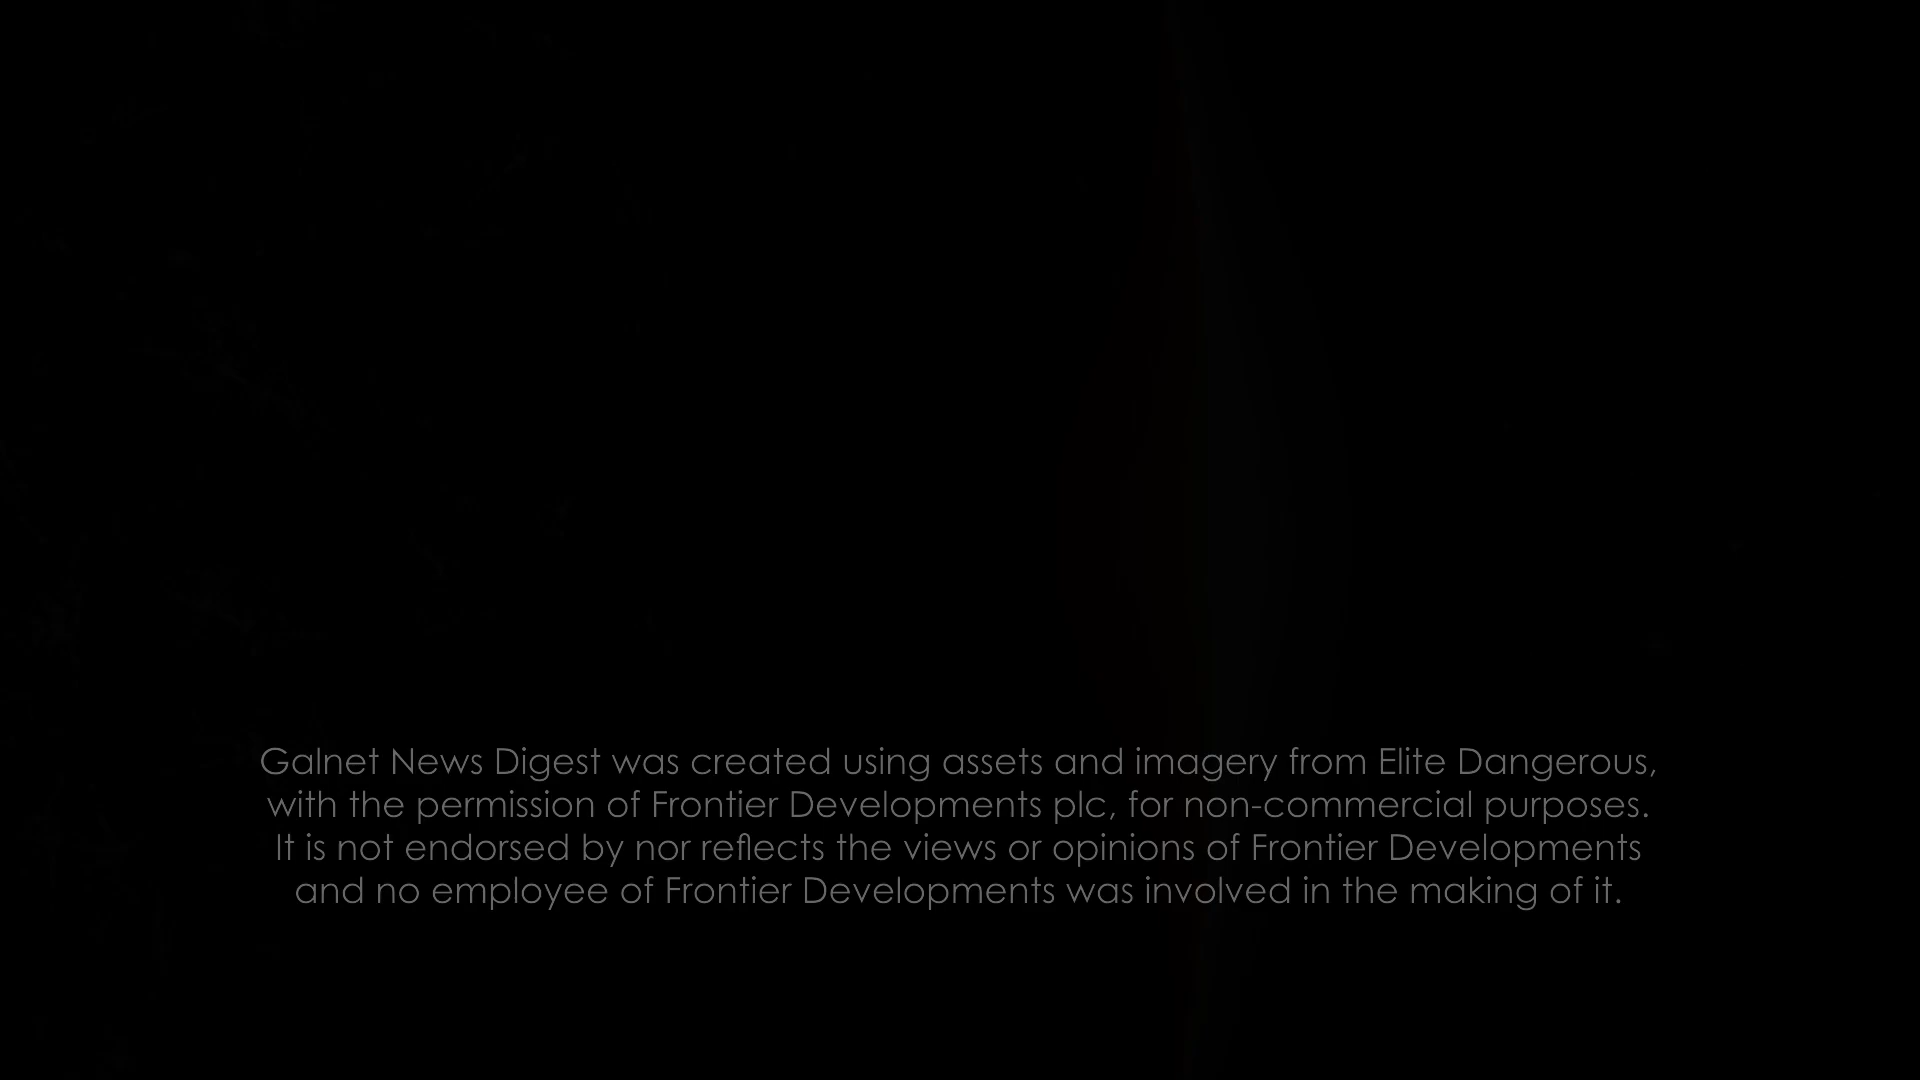 Galnet News Digest was created using assets and imagery from Elite Dangerous,
with the permission of Frontier Developments plc, for non-commercial purposes.
It is not endorsed by nor reflects the views or opinions of Frontier Developments
and no employee of Frontier Developments was involved in the making of it.